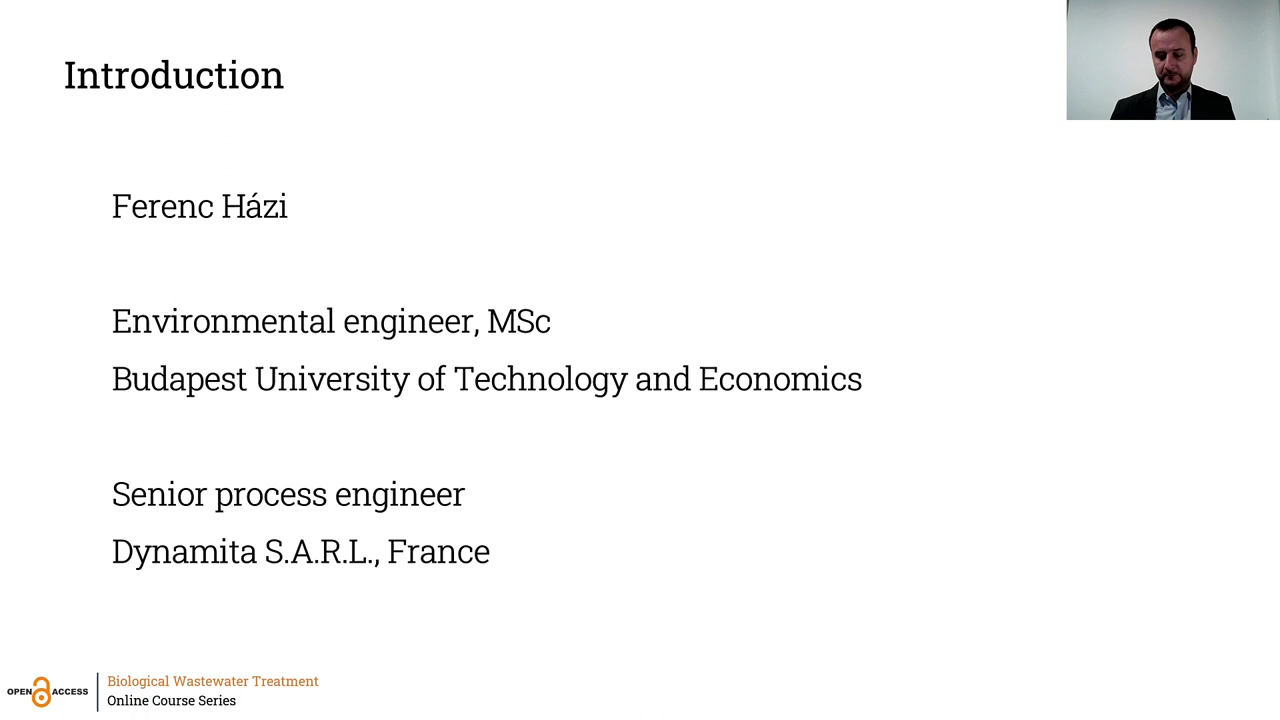 Introduction
Ferenc Házi
Environmental engineer, MSc
Budapest University of Technology and Economics
Senior process engineer
Dynamita S.A.R.L., France
OPEN ACCESS
Biological Wastewater Treatment
Online Course Series